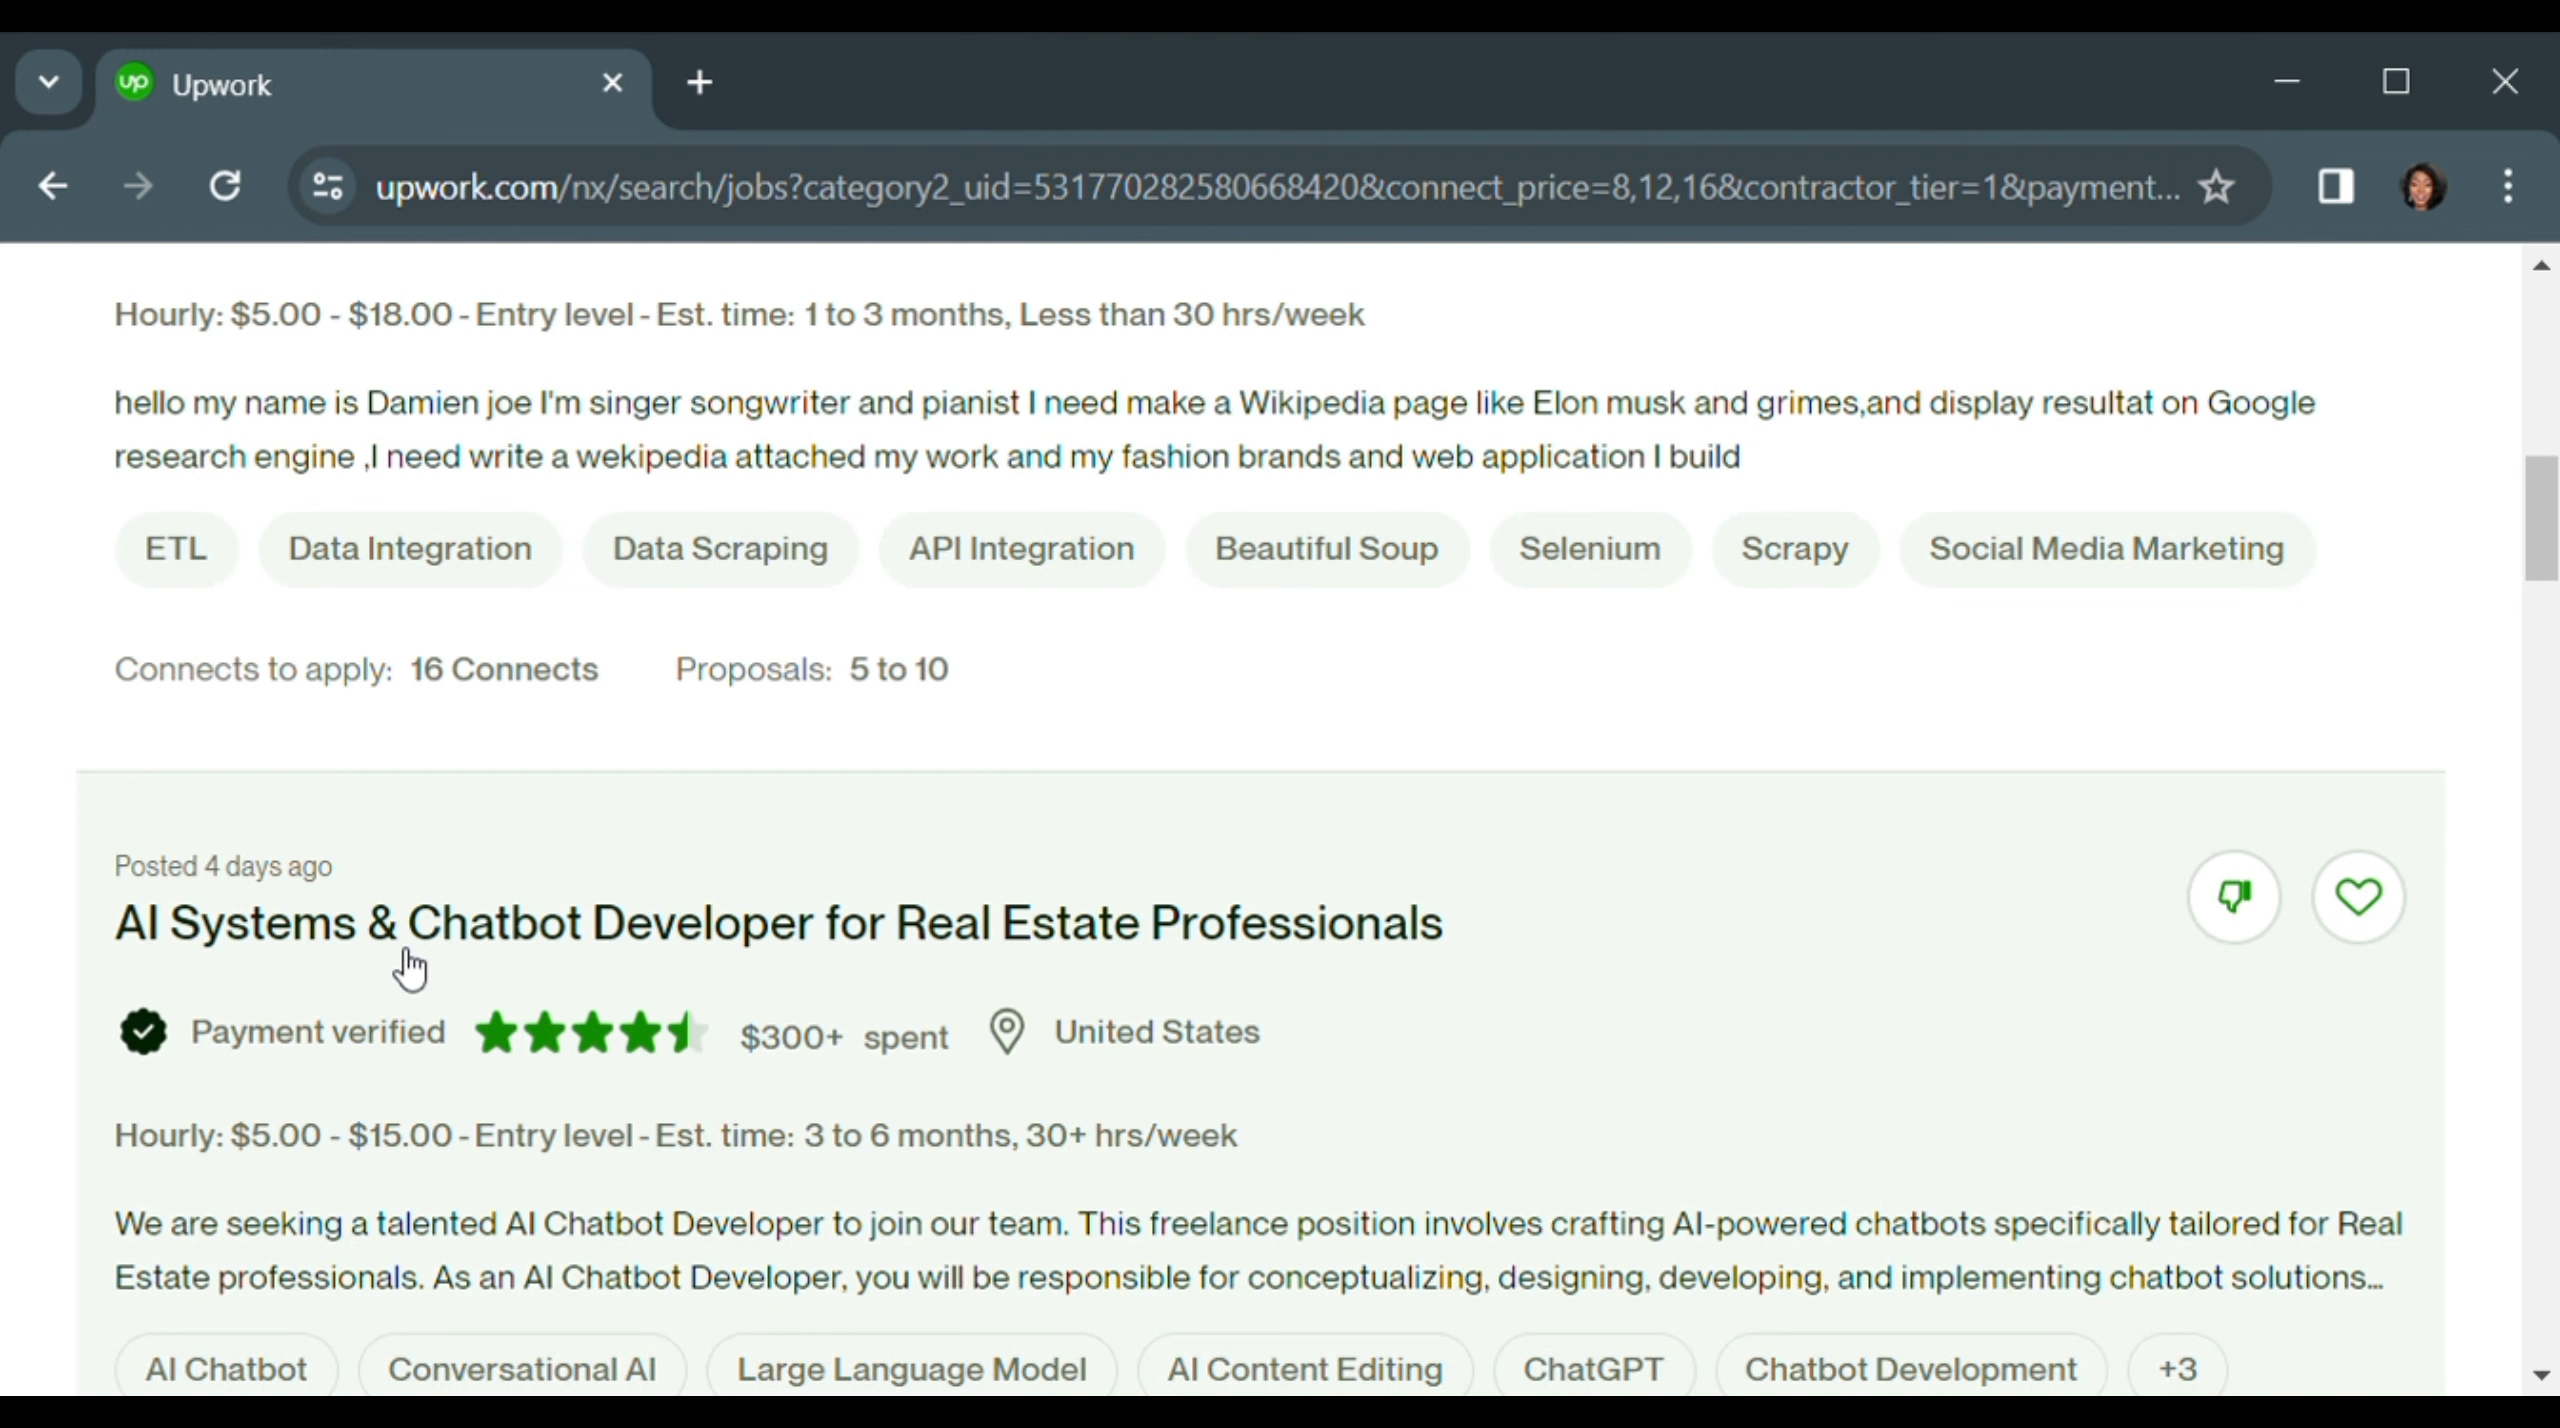 up Upwork
upwork.com/nx/search/jobs?category2_uid=531770282580668420&connect_price=8,12,16&contractor_tier=1&payment...
Hourly: $5.00 - $18.00 - Entry level - Est. time: 1 to 3 months, Less than 30 hrs/week
hello my name is Damien joe I'm singer songwriter and pianist I need make a Wikipedia page like Elon musk and grimes,and display resultat on Google
research engine ,I need write a wekipedia attached my work and my fashion brands and web application I build
ETL Data Integration Data Scraping API Integration Beautiful Soup Selenium Scrapy Social Media Marketing
Connects to apply: 16 Connects Proposals: 5 to 10
Posted 4 days ago
AI Systems & Chatbot Developer for Real Estate Professionals
Payment verified $300+ spent United States
Hourly: $5.00 - $15.00 - Entry level - Est. time: 3 to 6 months, 30+ hrs/week
We are seeking a talented AI Chatbot Developer to join our team. This freelance position involves crafting AI-powered chatbots specifically tailored for Real
Estate professionals. As an AI Chatbot Developer, you will be responsible for conceptualizing, designing, developing, and implementing chatbot solutions...
AI Chatbot Conversational AI Large Language Model AI Content Editing ChatGPT Chatbot Development +3